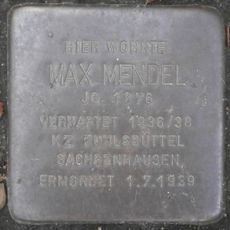 HIER WOHNTE
MAX MENDEL
JG. 1876
VERHAFTET 1936/38
KZ FUHLSBÜTTEL
SACHSENHAUSEN
ERMORDET 1.7.1939